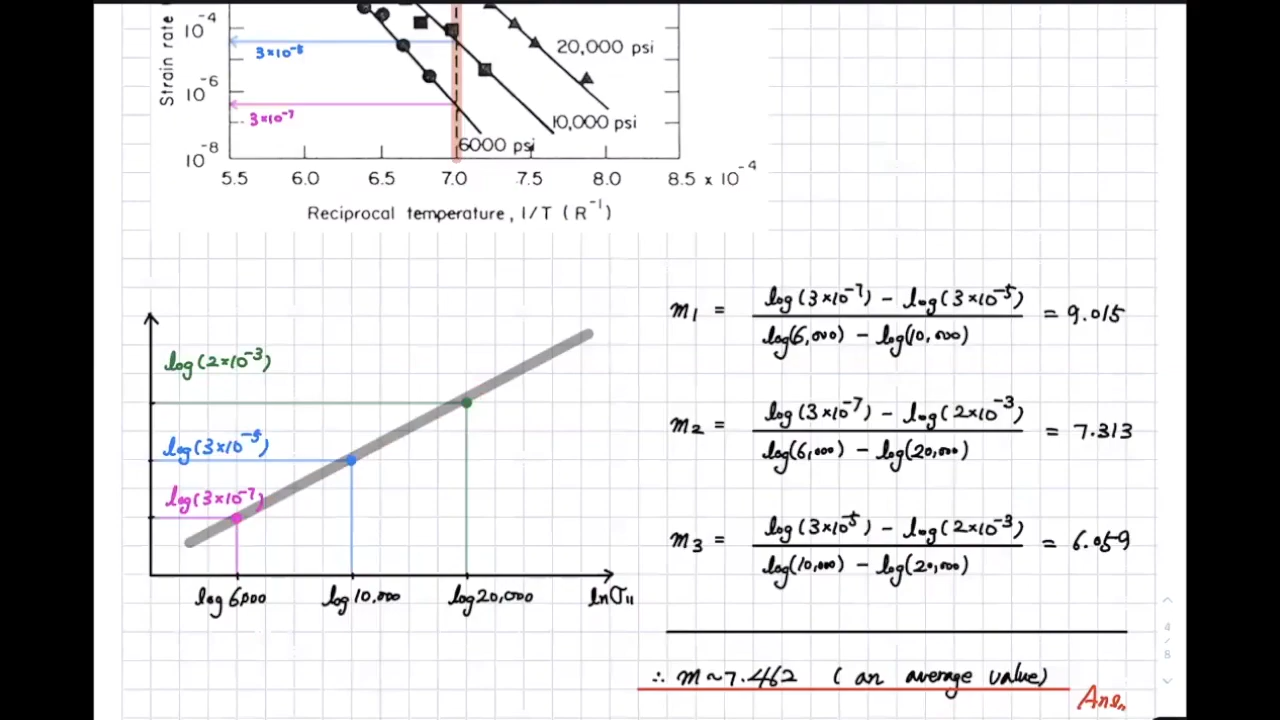 Strain rate
10⁻⁴
20,000 psi
3×10⁻⁵
10⁻⁶
3×10⁻⁷
10,000 psi
6000 psi
10⁻⁸
5.5 6.0 6.5 7.0 7.5 8.0 8.5 x 10⁻⁴
Reciprocal temperature, 1/T (R⁻¹)
log(2×10⁻³)
log(3×10⁻⁵)
log(3×10⁻⁷)
log 6,000 log 10,000 log 20,000 lnσ₁₁
m₁ = log(3×10⁻⁷) - log(3×10⁻⁵) = 9.015
log(6,000) - log(10,000)
m₂ = log(3×10⁻⁷) - log(2×10⁻³) = 7.313
log(6,000) - log(20,000)
m₃ = log(3×10⁻⁵) - log(2×10⁻³) = 6.059
log(10,000) - log(20,000)
∴ m ~ 7.462 (an average value)
Ans.
4
/
8